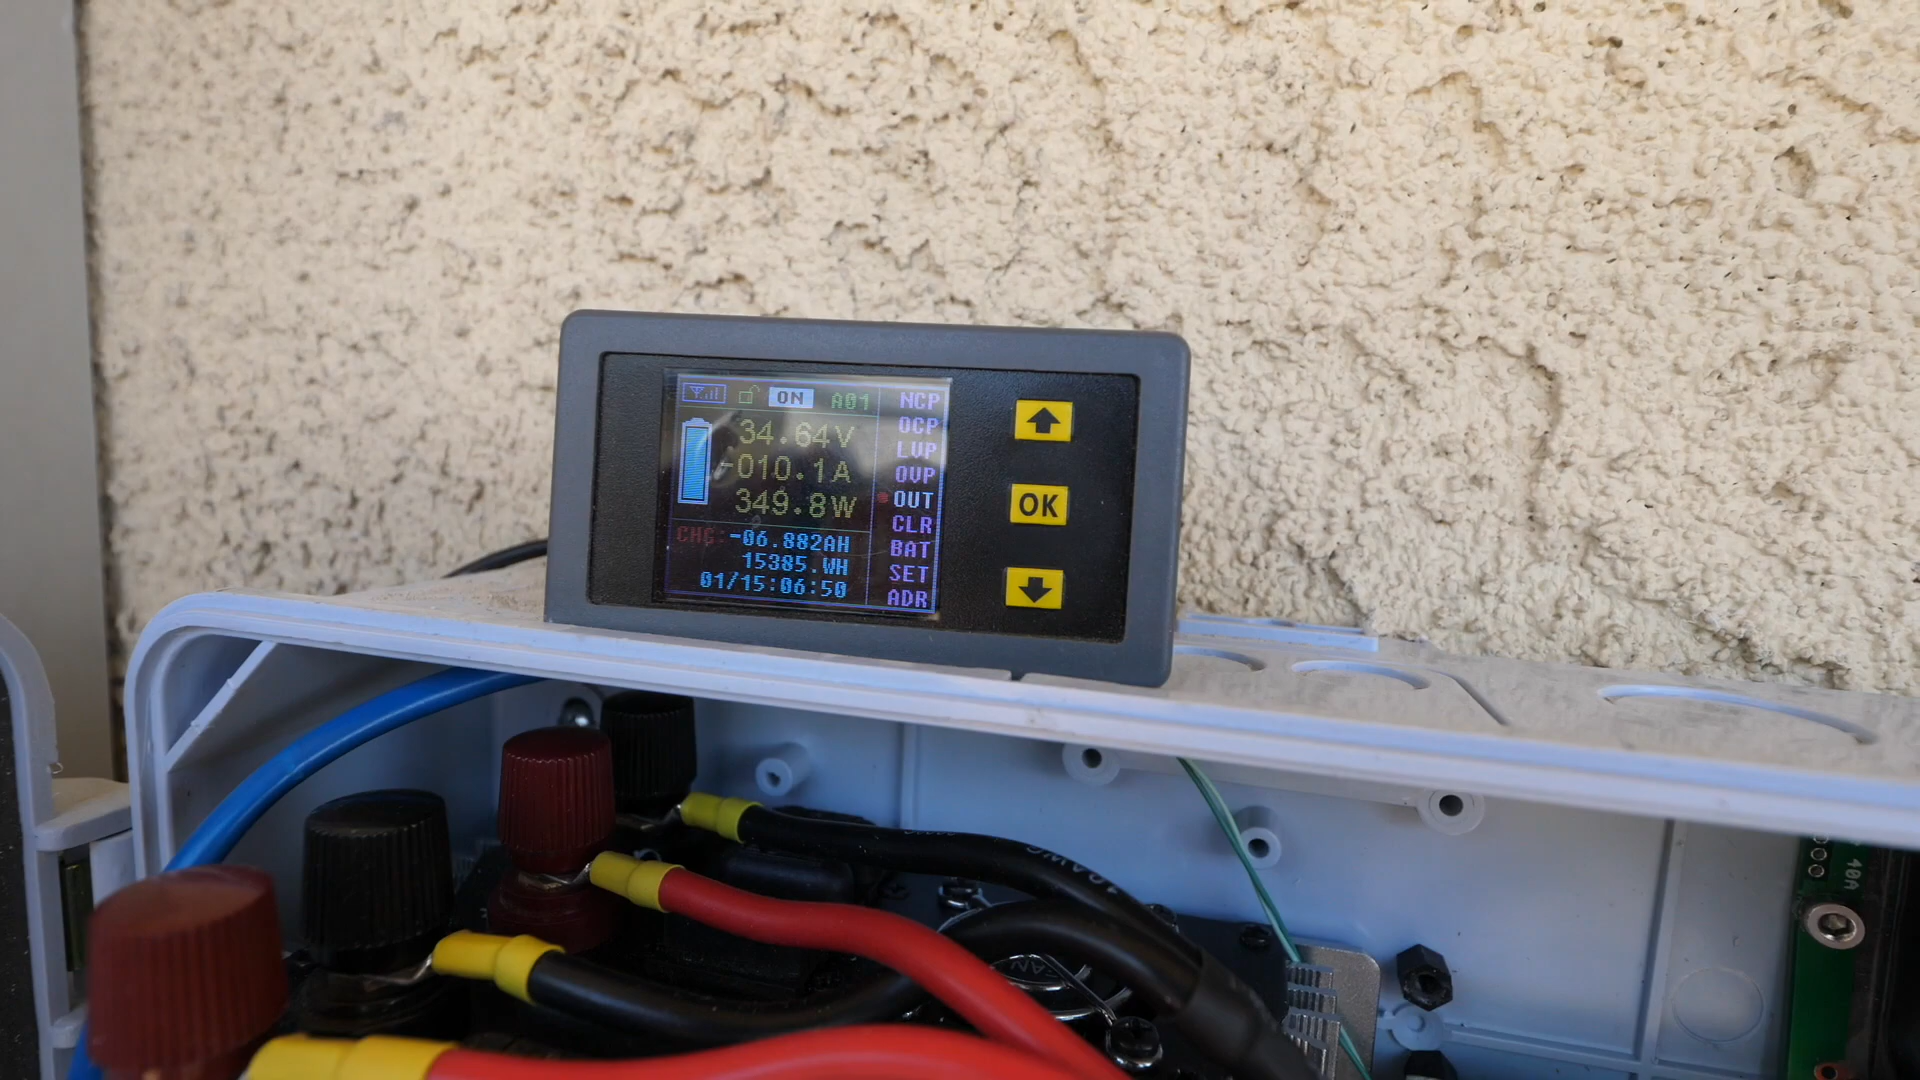 ON A01
34.64V
-010.1A
349.8W
CHG:-06.882AH
15385.WH
01/15:06:50
NCP
OCP
LVP
OVP
OUT
CLR
BAT
SET
ADR
OK
40A